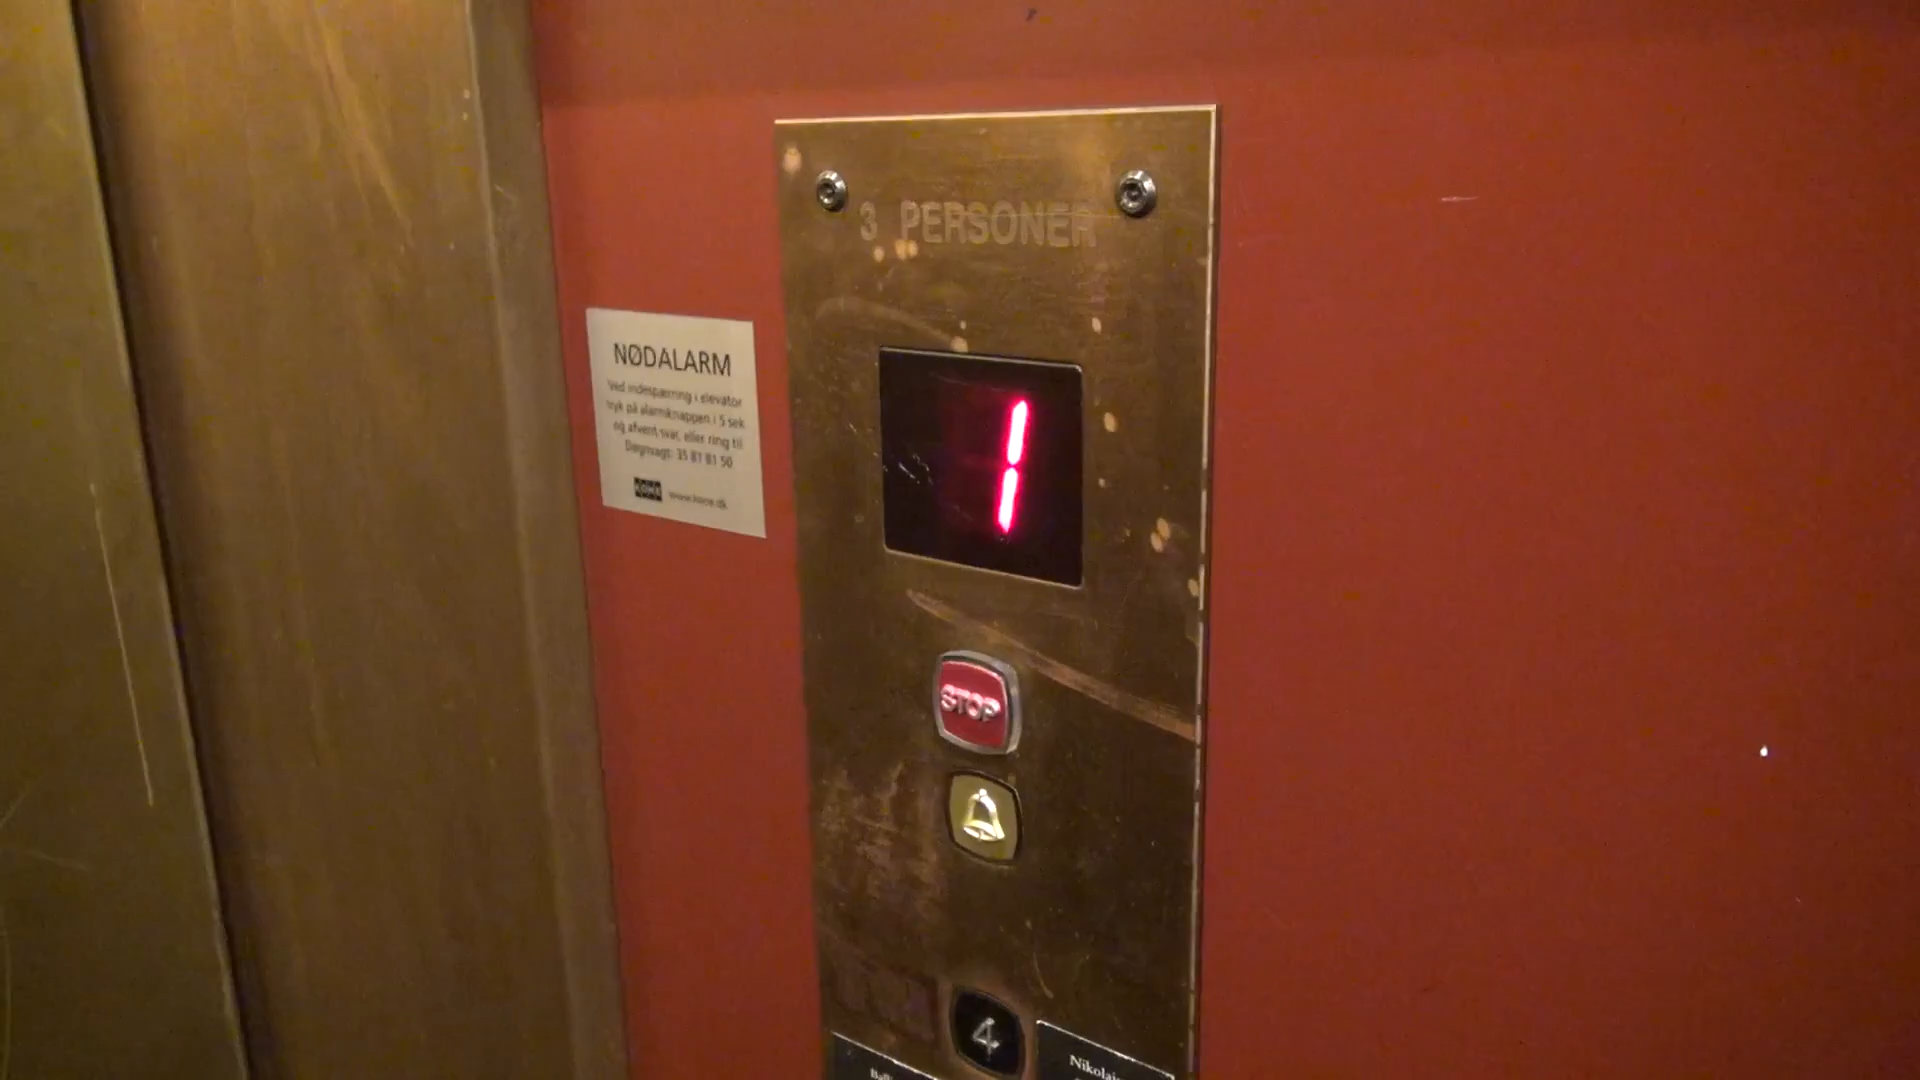 3 PERSONER
NØDALARM
Ved indespærring i elevator
tryk på alarmknappen i 5 sek
og afvent svar, eller ring til
Døgnvagt: 35 81 81 50
KONE www.kone.dk
1
STOP
4